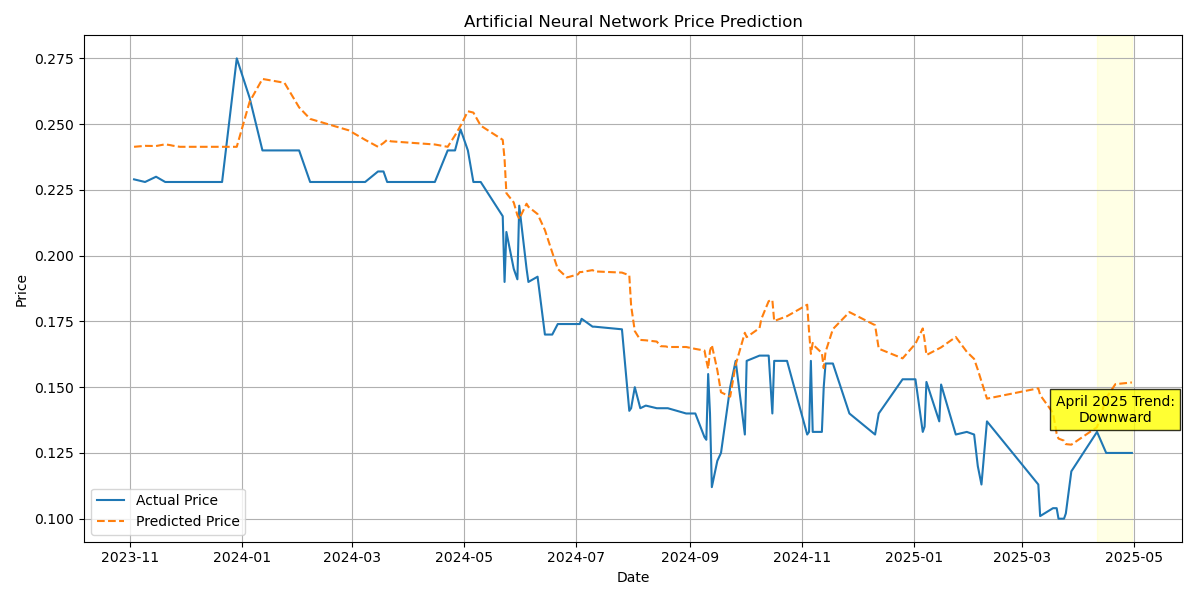 Artificial Neural Network Price Prediction
Price
0.275
0.250
0.225
0.200
0.175
0.150
0.125
0.100
April 2025 Trend:
Downward
Actual Price
Predicted Price
2023-11
2024-01
2024-03
2024-05
2024-07
2024-09
2024-11
2025-01
2025-03
2025-05
Date